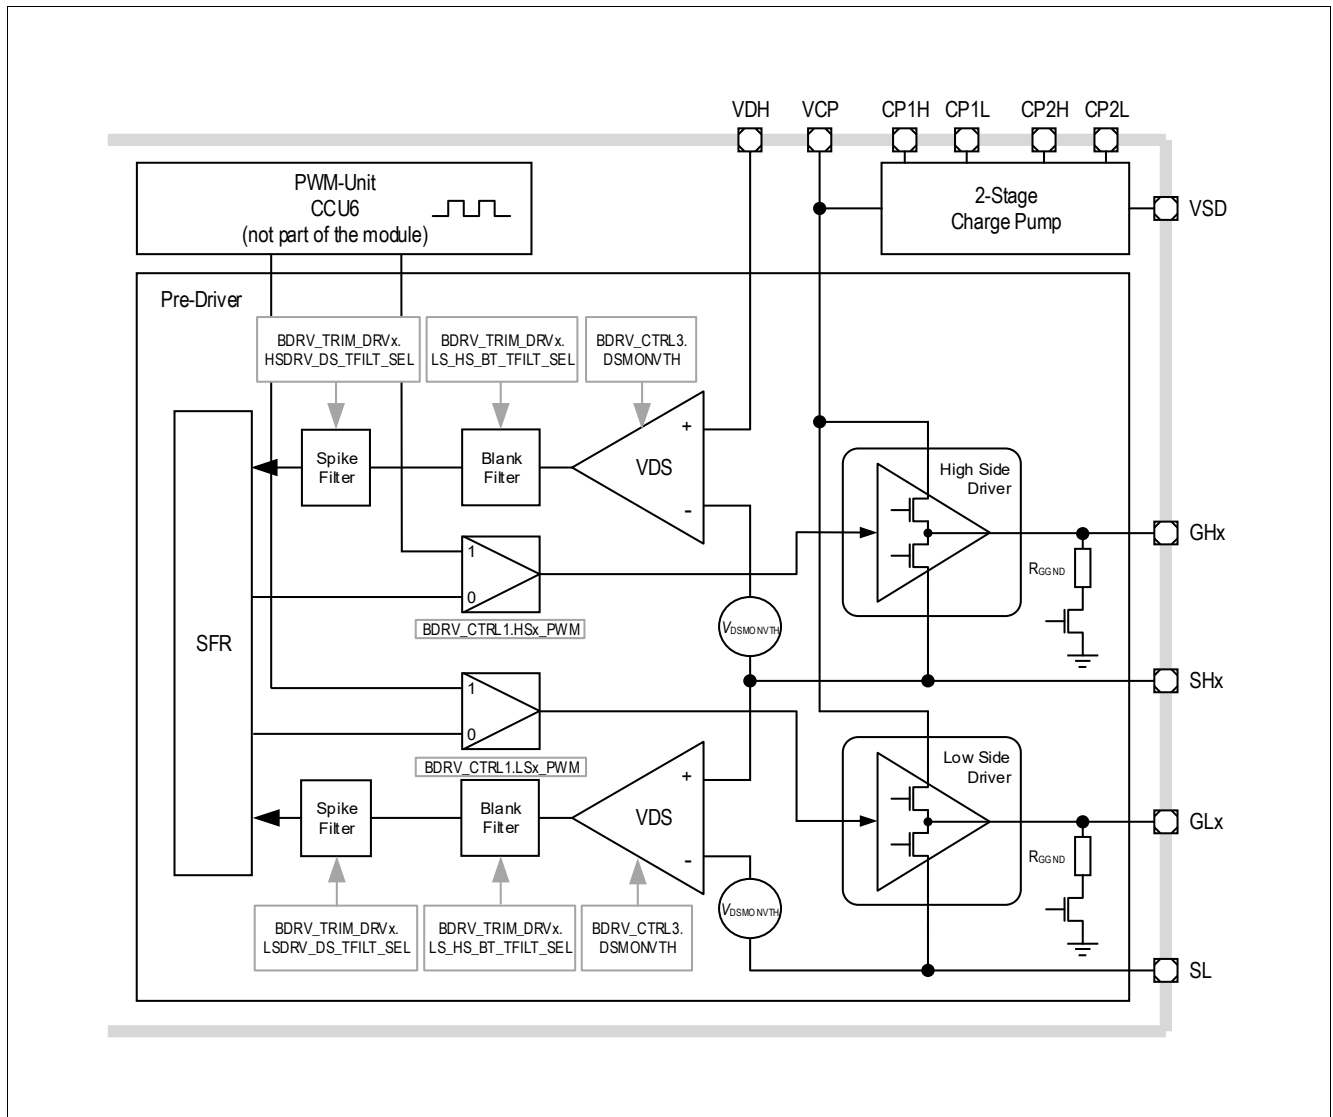 VDH
VCP
CP1H
CP1L
CP2H
CP2L
PWM-Unit
CCU6
(not part of the module)
2-Stage
Charge Pump
VSD
Pre-Driver
BDRV_TRIM_DRVx.
HSDRV_DS_TFILT_SEL
BDRV_TRIM_DRVx.
LS_HS_BT_TFILT_SEL
BDRV_CTRL3.
DSMONVTH
Spike
Filter
Blank
Filter
VDS
+
-
High Side
Driver
GHx
1
0
RGGND
BDRV_CTRL1.HSx_PWM
VDSMONVTH
SFR
SHx
1
0
BDRV_CTRL1.LSx_PWM
Low Side
Driver
Spike
Filter
Blank
Filter
VDS
+
-
GLx
RGGND
VDSMONVTH
BDRV_TRIM_DRVx.
LSDRV_DS_TFILT_SEL
BDRV_TRIM_DRVx.
LS_HS_BT_TFILT_SEL
BDRV_CTRL3.
DSMONVTH
SL